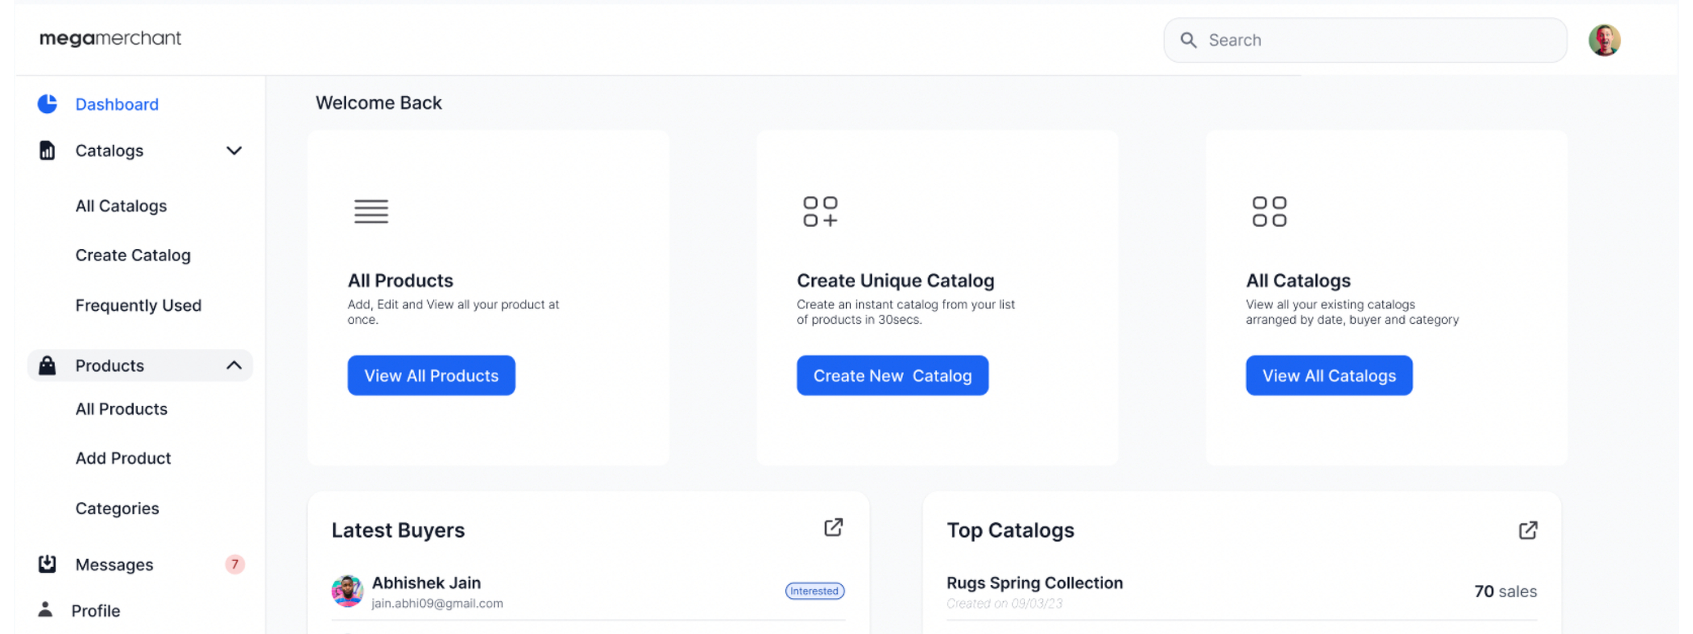 megamerchant
Search
Dashboard
Catalogs
All Catalogs
Create Catalog
Frequently Used
Products
All Products
Add Product
Categories
Messages 7
Profile
Welcome Back
All Products
Add, Edit and View all your product at
once.
View All Products
Create Unique Catalog
Create an instant catalog from your list
of products in 30secs.
Create New Catalog
All Catalogs
View all your existing catalogs
arranged by date, buyer and category
View All Catalogs
Latest Buyers
Abhishek Jain
jain.abhi09@gmail.com
Interested
Top Catalogs
Rugs Spring Collection
Created on 09/03/23
70 sales